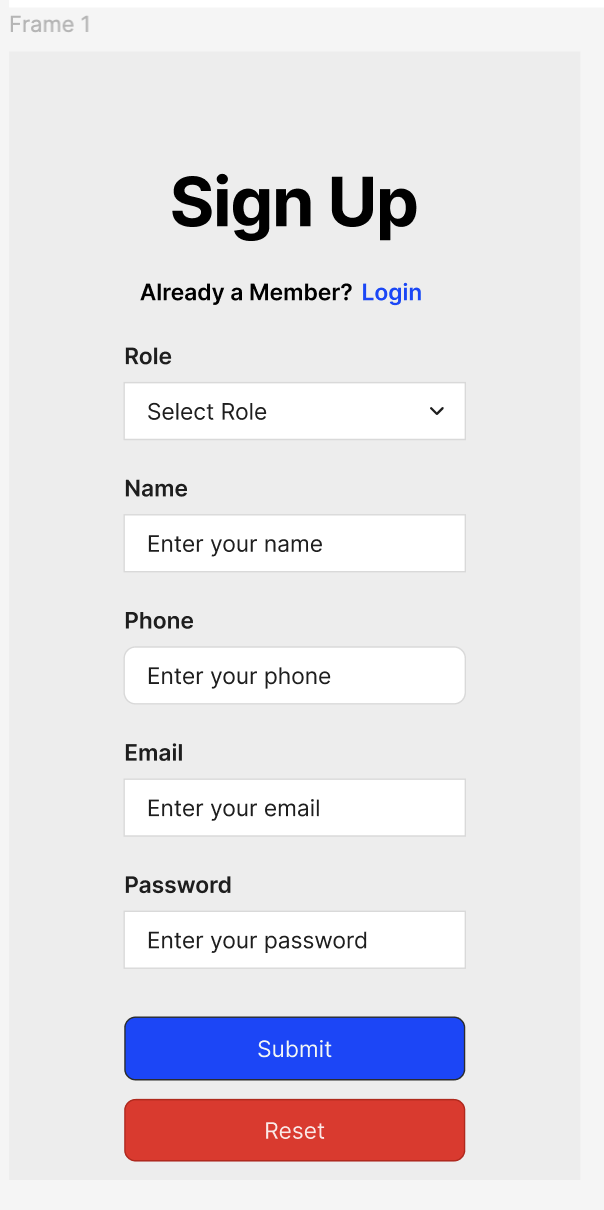 Frame 1
Sign Up
Already a Member? Login
Role
Select Role
Name
Enter your name
Phone
Enter your phone
Email
Enter your email
Password
Enter your password
Submit
Reset